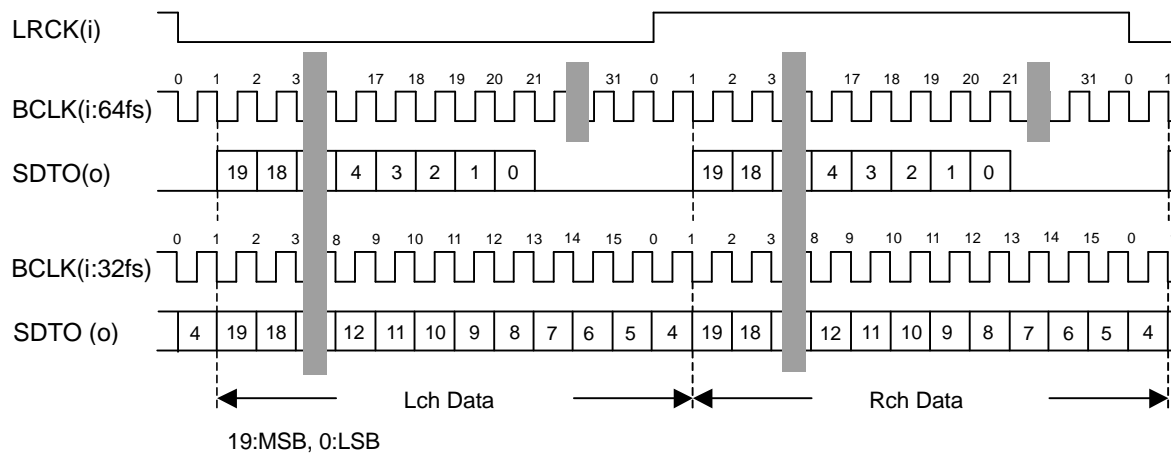 LRCK(i)
0 1 2 3 17 18 19 20 21 31 0 1 2 3 17 18 19 20 21 31 0 1
BCLK(i:64fs)
SDTO(o) 19 18 4 3 2 1 0 19 18 4 3 2 1 0
0 1 2 3 8 9 10 11 12 13 14 15 0 1 2 3 8 9 10 11 12 13 14 15 0
BCLK(i:32fs)
SDTO (o) 4 19 18 12 11 10 9 8 7 6 5 4 19 18 12 11 10 9 8 7 6 5 4
Lch Data Rch Data
19:MSB, 0:LSB